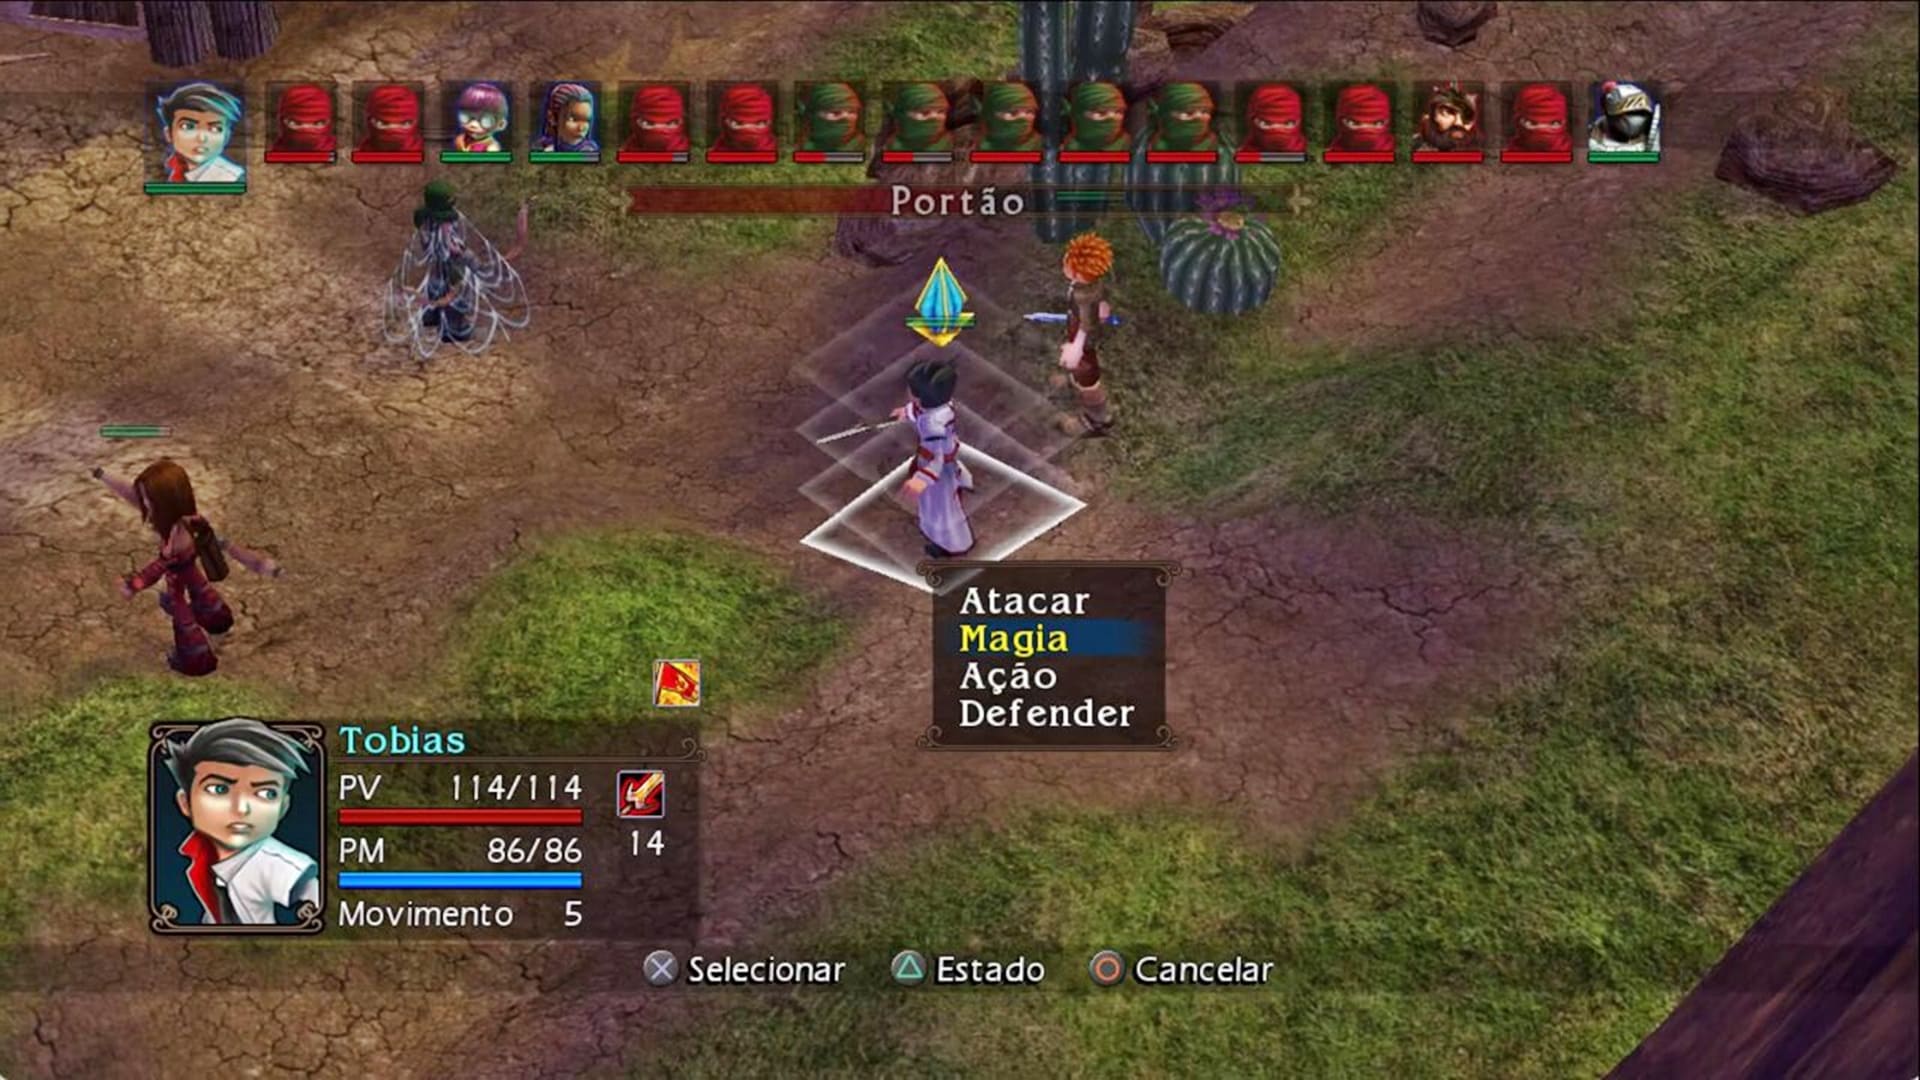 Portão
Atacar
Magia
Ação
Defender
Tobias
PV 114/114
PM 86/86
14
Movimento 5
Selecionar Estado Cancelar